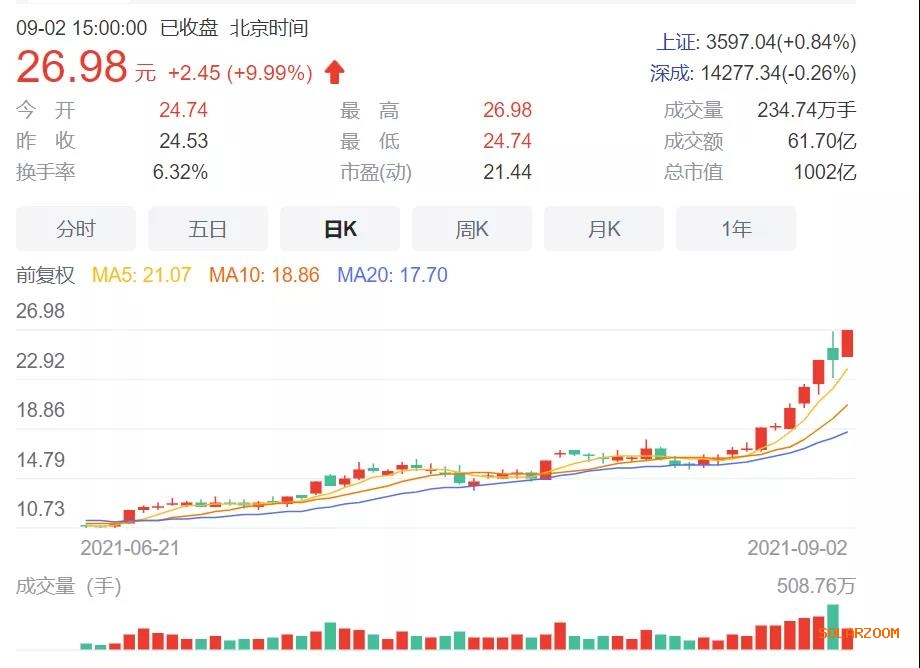 09-02 15:00:00 已收盘 北京时间
26.98 元 +2.45 (+9.99%)
上证: 3597.04(+0.84%)
深成: 14277.34(-0.26%)
今 开 24.74 最 高 26.98 成交量 234.74万手
昨 收 24.53 最 低 24.74 成交额 61.70亿
换手率 6.32% 市盈(动) 21.44 总市值 1002亿
分时 五日 日K 周K 月K 1年
前复权 MA5: 21.07 MA10: 18.86 MA20: 17.70
26.98
22.92
18.86
14.79
10.73
2021-06-21 2021-09-02
成交量 (手) 508.76万
SOLARZOOM